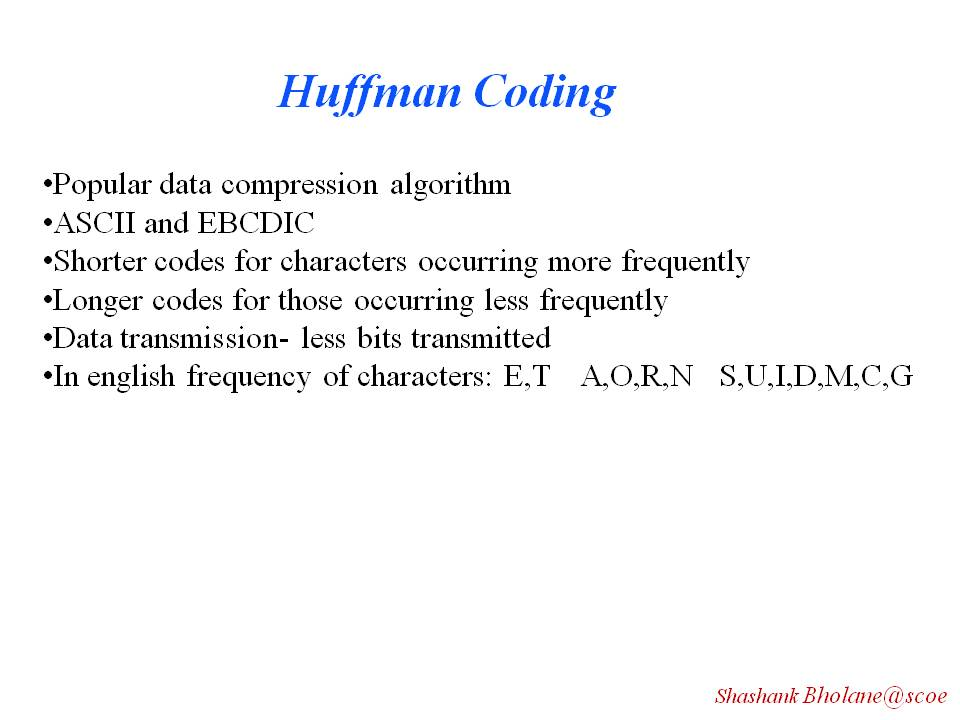 Huffman Coding
•Popular data compression algorithm
•ASCII and EBCDIC
•Shorter codes for characters occurring more frequently
•Longer codes for those occurring less frequently
•Data transmission- less bits transmitted
•In english frequency of characters: E,T A,O,R,N S,U,I,D,M,C,G
Shashank Bholane@scoe